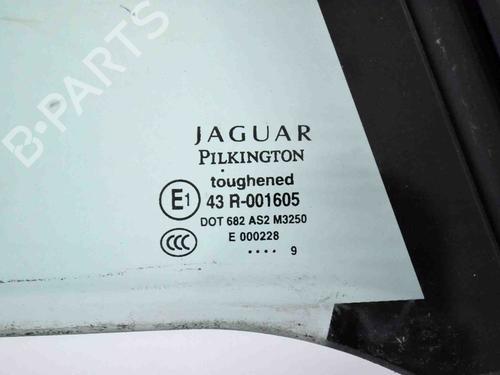 B-PARTS
JAGUAR
PILKINGTON
toughened
E1 43 R-001605
DOT 682 AS2 M3250
CCC E 000228
.... 9